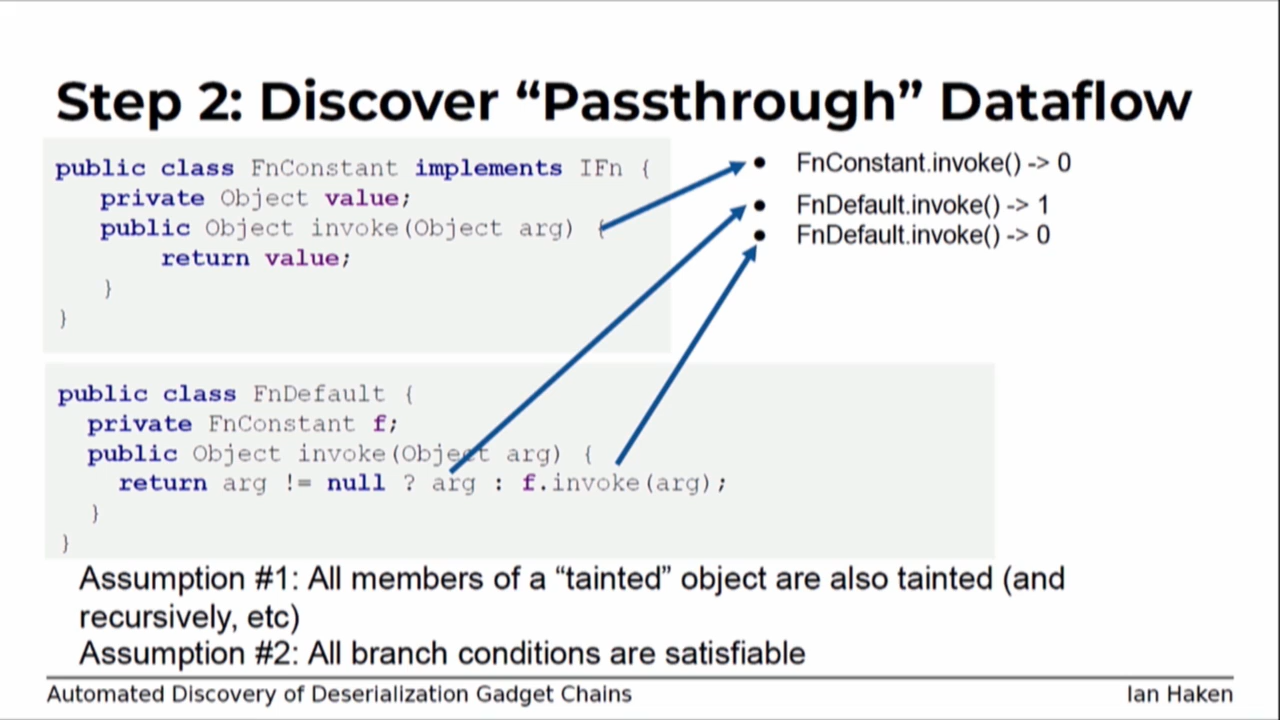 Step 2: Discover “Passthrough” Dataflow
public class FnConstant implements IFn {
private Object value;
public Object invoke(Object arg) {
return value;
}
}
● FnConstant.invoke() -> 0
● FnDefault.invoke() -> 1
● FnDefault.invoke() -> 0
public class FnDefault {
private FnConstant f;
public Object invoke(Object arg) {
return arg != null ? arg : f.invoke(arg);
}
}
Assumption #1: All members of a “tainted” object are also tainted (and
recursively, etc)
Assumption #2: All branch conditions are satisfiable
Automated Discovery of Deserialization Gadget Chains
Ian Haken